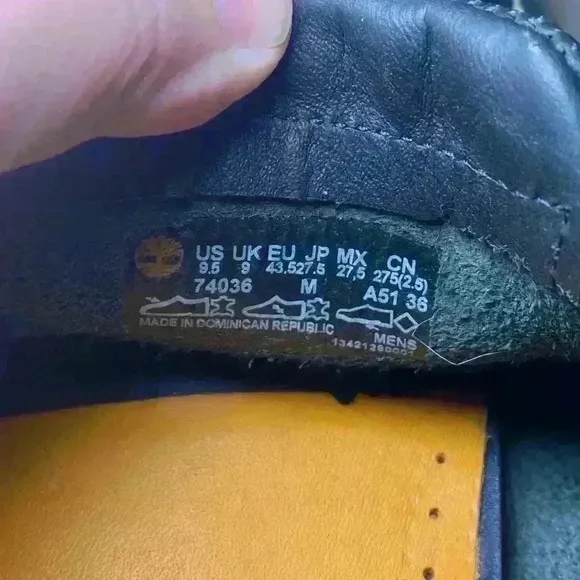 US UK EU JP MX CN
9.5 9 43.5 27.5 27,5 275(2.5)
74036 M A51 36
MADE IN DOMINICAN REPUBLIC MENS